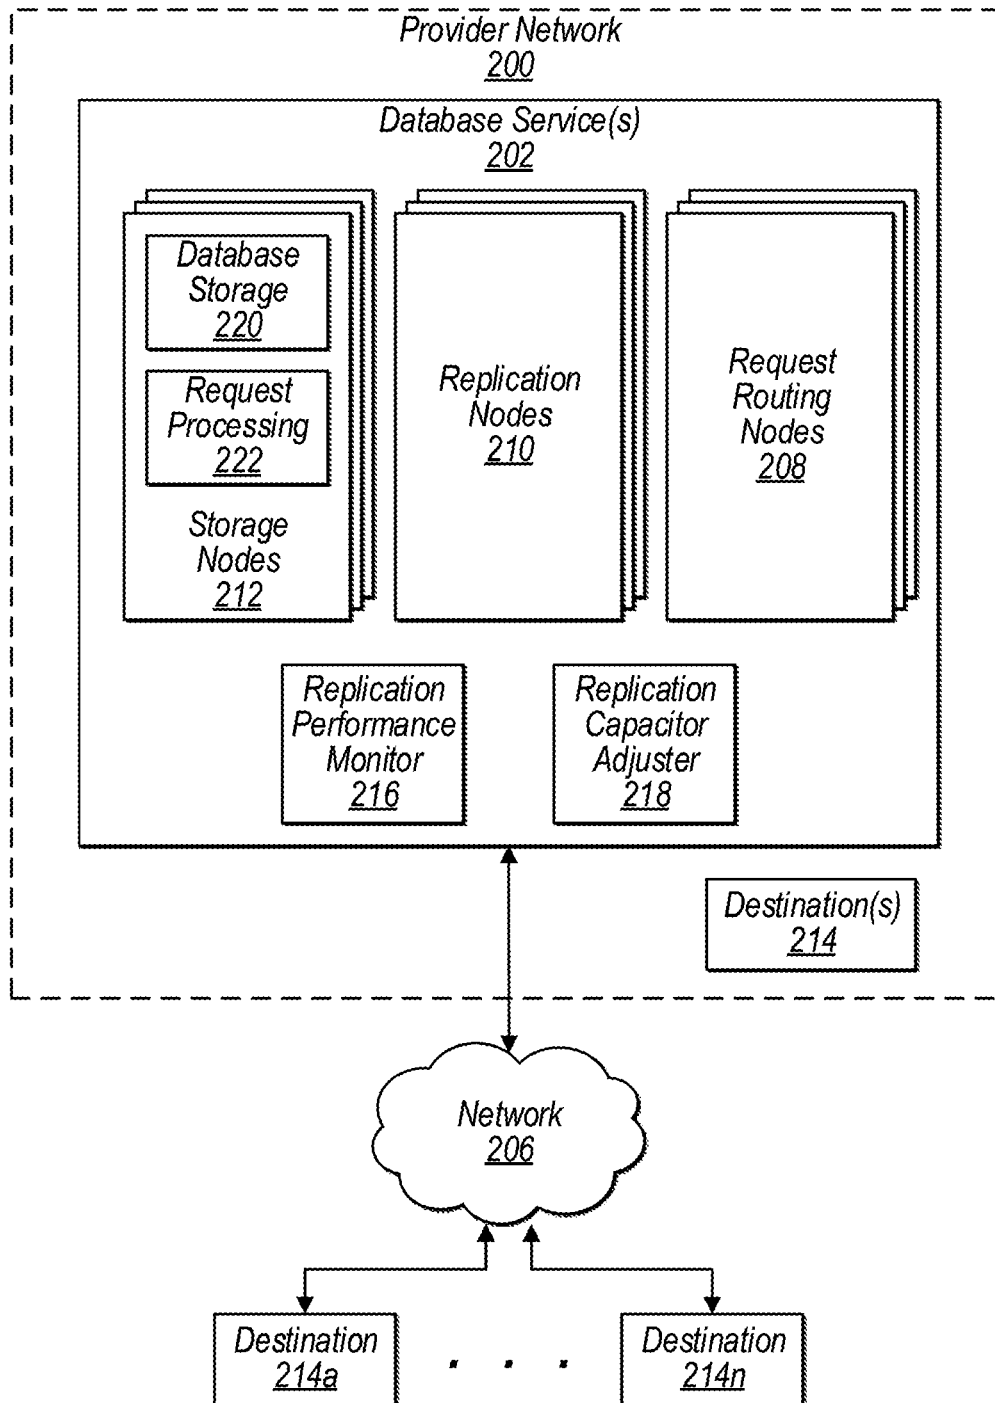 Provider Network
200
Database Service(s)
202
Database
Storage
220
Request
Processing
222
Storage
Nodes
212
Replication
Nodes
210
Request
Routing
Nodes
208
Replication
Performance
Monitor
216
Replication
Capacitor
Adjuster
218
Destination(s)
214
Network
206
Destination
214a
. . .
Destination
214n